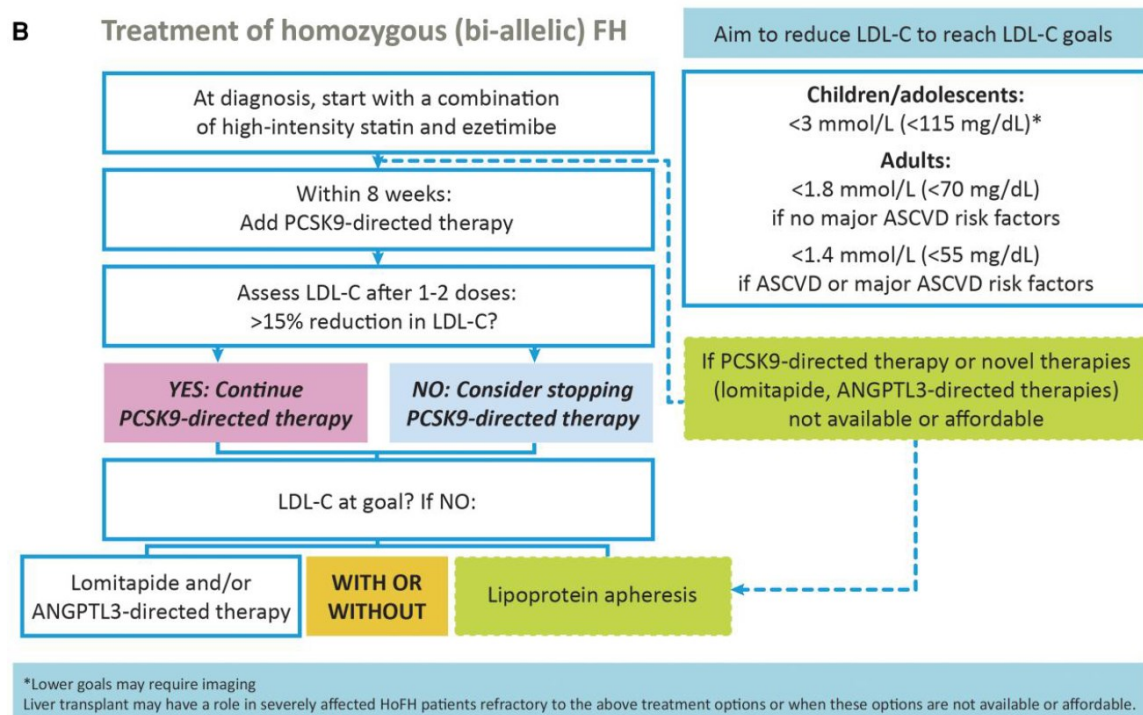 B
Treatment of homozygous (bi-allelic) FH
At diagnosis, start with a combination
of high-intensity statin and ezetimibe
Within 8 weeks:
Add PCSK9-directed therapy
Assess LDL-C after 1-2 doses:
>15% reduction in LDL-C?
YES: Continue
PCSK9-directed therapy
NO: Consider stopping
PCSK9-directed therapy
LDL-C at goal? If NO:
Lomitapide and/or
ANGPTL3-directed therapy
WITH OR
WITHOUT
Lipoprotein apheresis
Aim to reduce LDL-C to reach LDL-C goals
Children/adolescents:
<3 mmol/L (<115 mg/dL)*
Adults:
<1.8 mmol/L (<70 mg/dL)
if no major ASCVD risk factors
<1.4 mmol/L (<55 mg/dL)
if ASCVD or major ASCVD risk factors
If PCSK9-directed therapy or novel therapies
(lomitapide, ANGPTL3-directed therapies)
not available or affordable
*Lower goals may require imaging
Liver transplant may have a role in severely affected HoFH patients refractory to the above treatment options or when these options are not available or affordable.